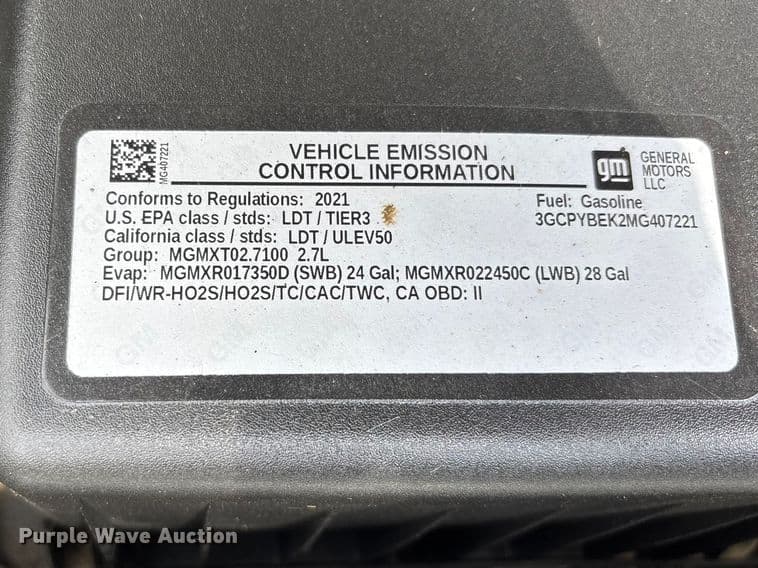 MG407221
VEHICLE EMISSION
CONTROL INFORMATION
gm
GENERAL
MOTORS
LLC
Conforms to Regulations: 2021
Fuel: Gasoline
U.S. EPA class / stds: LDT / TIER3
3GCPYBEK2MG407221
California class / stds: LDT / ULEV50
Group: MGMXT02.7100 2.7L
Evap: MGMXR017350D (SWB) 24 Gal; MGMXR022450C (LWB) 28 Gal
DFI/WR-HO2S/HO2S/TC/CAC/TWC, CA OBD: II
Purple Wave Auction